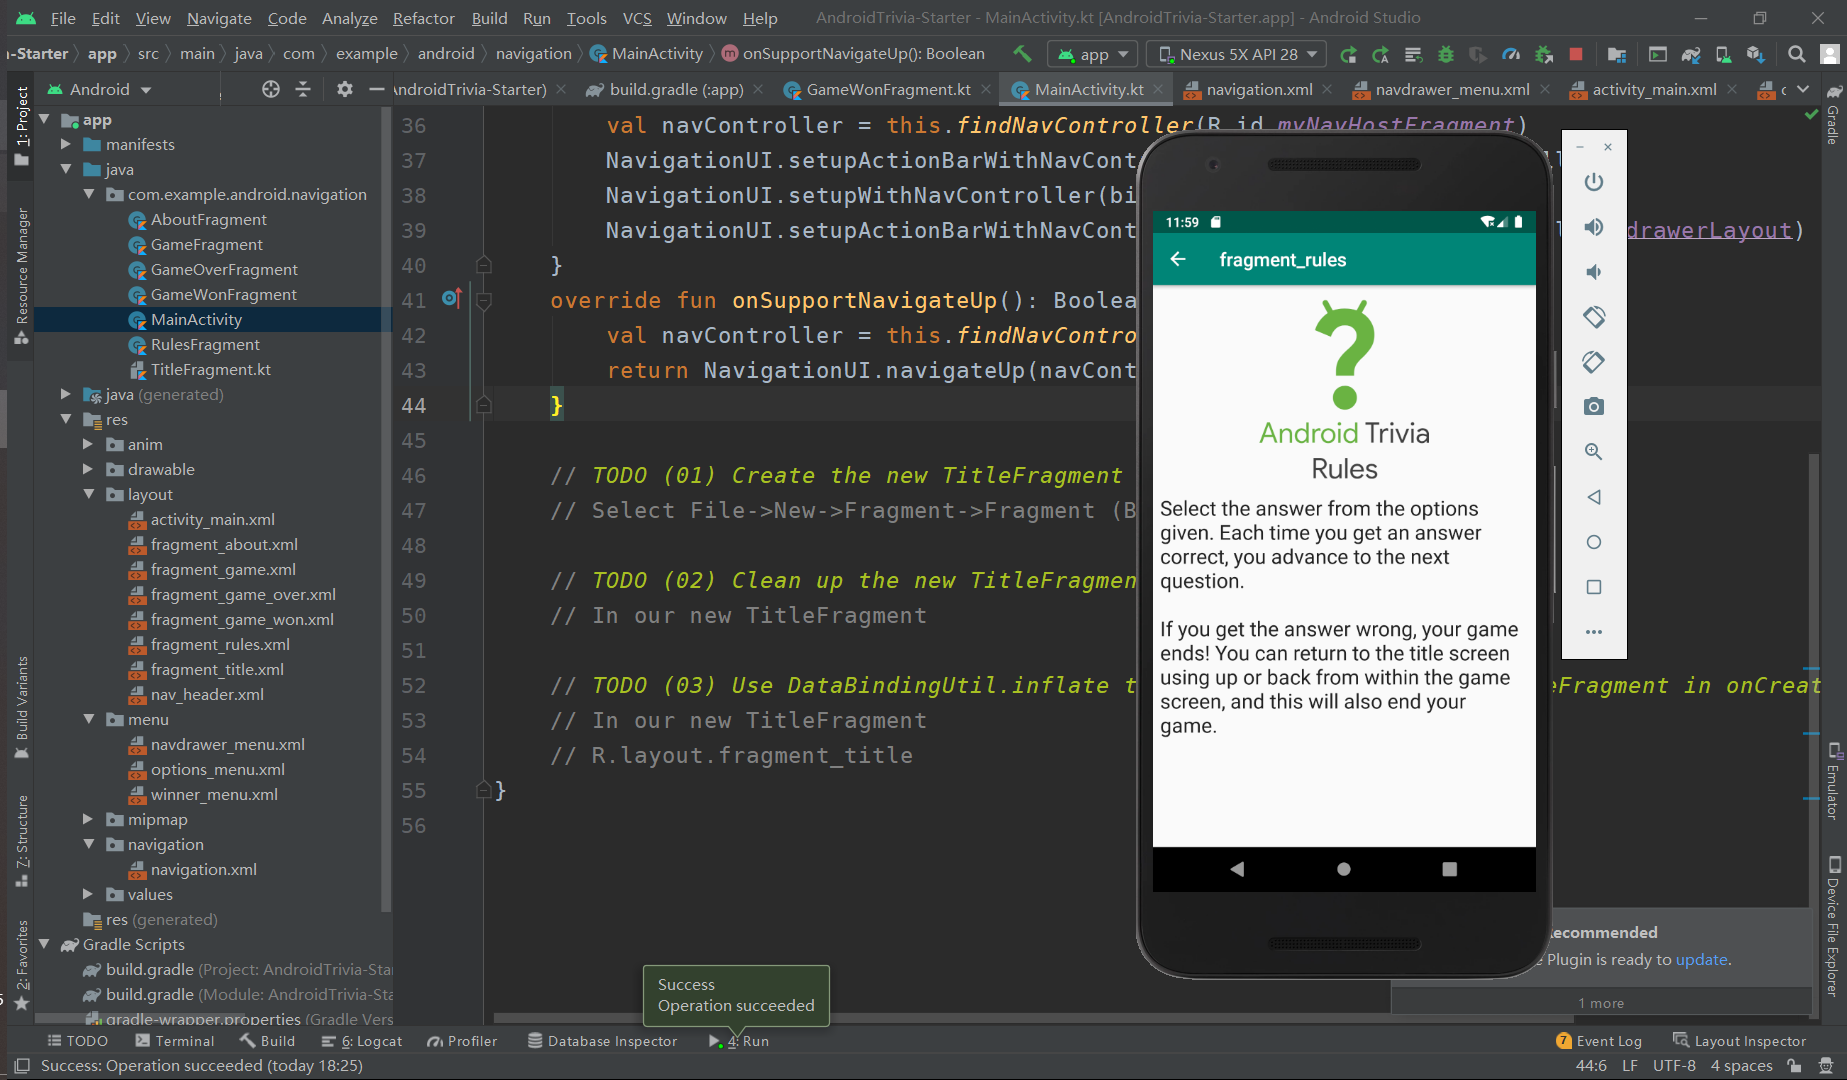 File Edit View Navigate Code Analyze Refactor Build Run Tools VCS Window Help AndroidTrivia-Starter - MainActivity.kt [AndroidTrivia-Starter.app] - Android Studio
a-Starter app src main java com example android navigation MainActivity onSupportNavigateUp(): Boolean app Nexus 5X API 28
Android
AndroidTrivia-Starter) build.gradle (:app) GameWonFragment.kt MainActivity.kt navigation.xml navdrawer_menu.xml activity_main.xml
1: Project
Resource Manager
Build Variants
7: Structure
2: Favorites
app
manifests
java
com.example.android.navigation
AboutFragment
GameFragment
GameOverFragment
GameWonFragment
MainActivity
RulesFragment
TitleFragment.kt
java (generated)
res
anim
drawable
layout
activity_main.xml
fragment_about.xml
fragment_game.xml
fragment_game_over.xml
fragment_game_won.xml
fragment_rules.xml
fragment_title.xml
nav_header.xml
menu
navdrawer_menu.xml
options_menu.xml
winner_menu.xml
mipmap
navigation
navigation.xml
values
res (generated)
Gradle Scripts
build.gradle (Project: AndroidTrivia-Sta
build.gradle (Module: AndroidTrivia-Sta
gradle-wrapper.properties (Gradle Vers
36 val navController = this.findNavController(R.id.myNavHostFragment)
37 NavigationUI.setupActionBarWithNavCont
38 NavigationUI.setupWithNavController(bi
39 NavigationUI.setupActionBarWithNavCont drawerLayout)
40 }
41 override fun onSupportNavigateUp(): Boolea
42 val navController = this.findNavContro
43 return NavigationUI.navigateUp(navCont
44 }
45
46 // TODO (01) Create the new TitleFragment
47 // Select File->New->Fragment->Fragment (B
48
49 // TODO (02) Clean up the new TitleFragmen
50 // In our new TitleFragment
51
52 // TODO (03) Use DataBindingUtil.inflate t eFragment in onCreat
53 // In our new TitleFragment
54 // R.layout.fragment_title
55 }
56
11:59
fragment_rules
Android Trivia
Rules
Select the answer from the options
given. Each time you get an answer
correct, you advance to the next
question.
If you get the answer wrong, your game
ends! You can return to the title screen
using up or back from within the game
screen, and this will also end your
game.
Gradle
Emulator
Device File Explorer
ecommended
e Plugin is ready to update.
1 more
Success
Operation succeeded
TODO Terminal Build 6: Logcat Profiler Database Inspector 4: Run 7 Event Log Layout Inspector
Success: Operation succeeded (today 18:25) 44:6 LF UTF-8 4 spaces